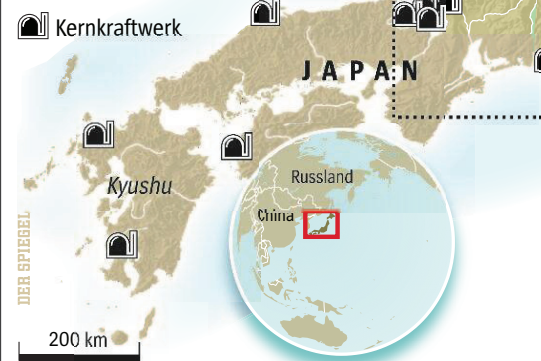 Kernkraftwerk
JAPAN
Kyushu
Russland
China
DER SPIEGEL
200 km